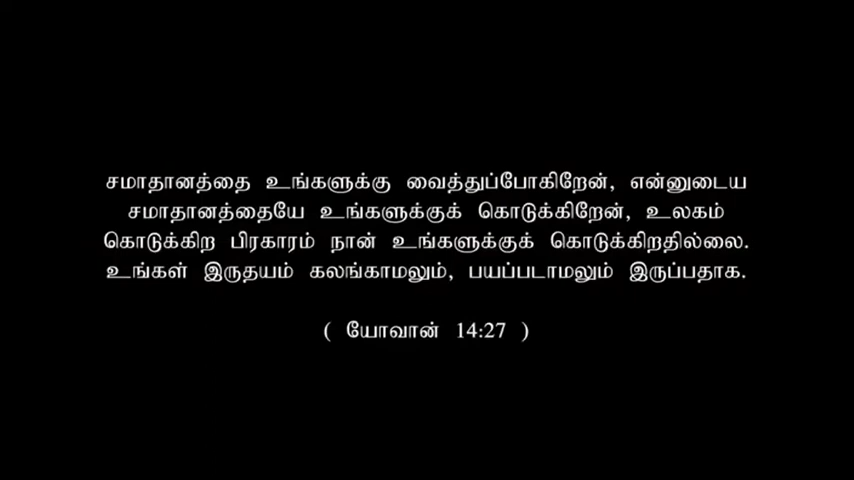 சமாதானத்தை உங்களுக்கு வைத்துப்போகிறேன், என்னுடைய
சமாதானத்தையே உங்களுக்குக் கொடுக்கிறேன், உலகம்
கொடுக்கிற பிரகாரம் நான் உங்களுக்குக் கொடுக்கிறதில்லை.
உங்கள் இருதயம் கலங்காமலும், பயப்படாமலும் இருப்பதாக.
( யோவான் 14:27 )